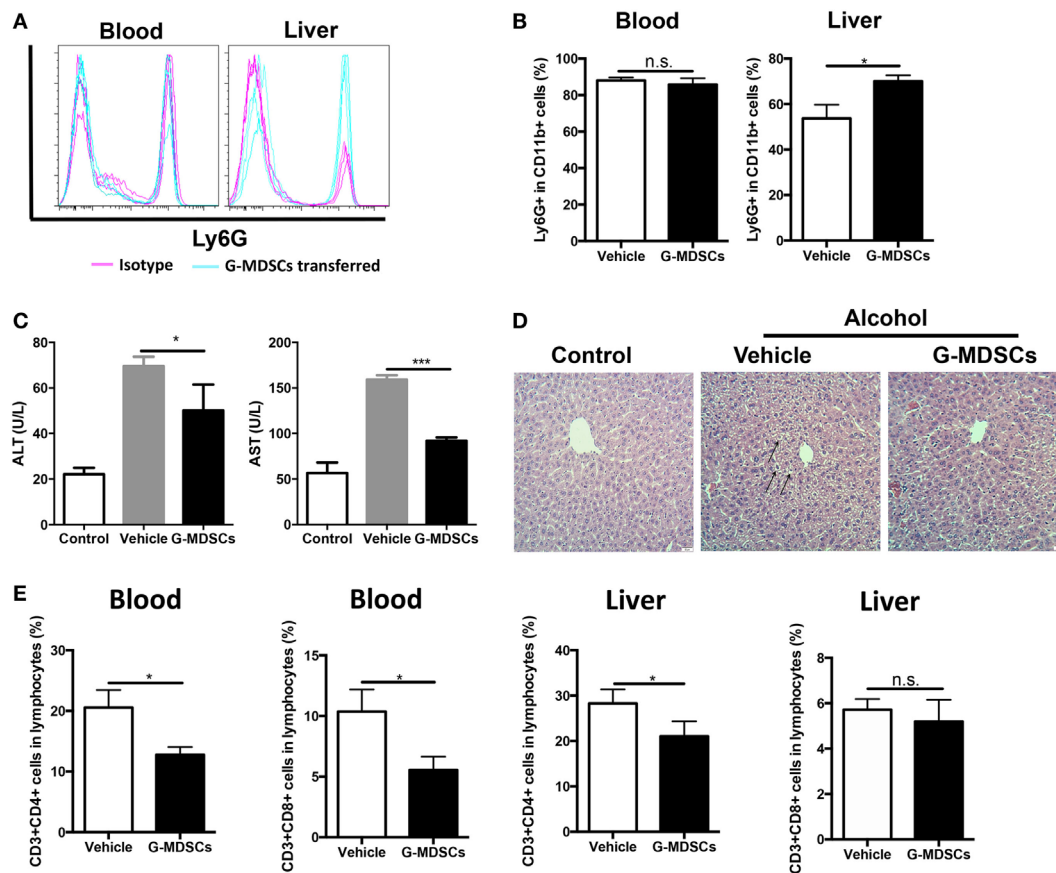 A
Blood
Liver
Ly6G
Isotype
G-MDSCs transferred
B
Blood
Ly6G+ in CD11b+ cells (%)
100
80
60
40
20
0
n.s.
Vehicle
G-MDSCs
Liver
Ly6G+ in CD11b+ cells (%)
80
60
40
20
0
*
Vehicle
G-MDSCs
C
ALT (U/L)
80
60
40
20
0
*
Control
Vehicle
G-MDSCs
AST (U/L)
200
150
100
50
0
***
Control
Vehicle
G-MDSCs
D
Alcohol
Control
Vehicle
G-MDSCs
E
Blood
CD3+CD4+ cells in lymphocytes (%)
30
20
10
0
*
Vehicle
G-MDSCs
Blood
CD3+CD8+ cells in lymphocytes (%)
15
10
5
0
*
Vehicle
G-MDSCs
Liver
CD3+CD4+ cells in lymphocytes (%)
40
30
20
10
0
*
Vehicle
G-MDSCs
Liver
CD3+CD8+ cells in lymphocytes (%)
8
6
4
2
0
n.s.
Vehicle
G-MDSCs